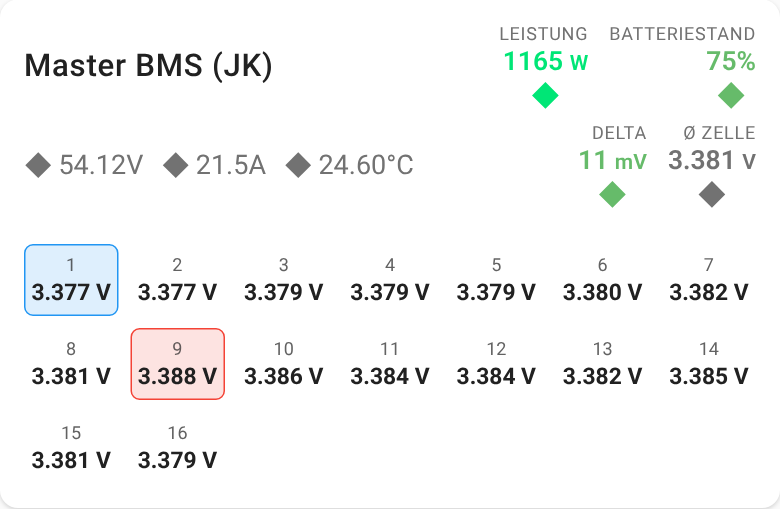 Master BMS (JK)
LEISTUNG BATTERIESTAND
1165 W 75%
DELTA Ø ZELLE
11 mV 3.381 V
54.12V 21.5A 24.60°C
1 2 3 4 5 6 7
3.377 V 3.377 V 3.379 V 3.379 V 3.379 V 3.380 V 3.382 V
8 9 10 11 12 13 14
3.381 V 3.388 V 3.386 V 3.384 V 3.384 V 3.382 V 3.385 V
15 16
3.381 V 3.379 V